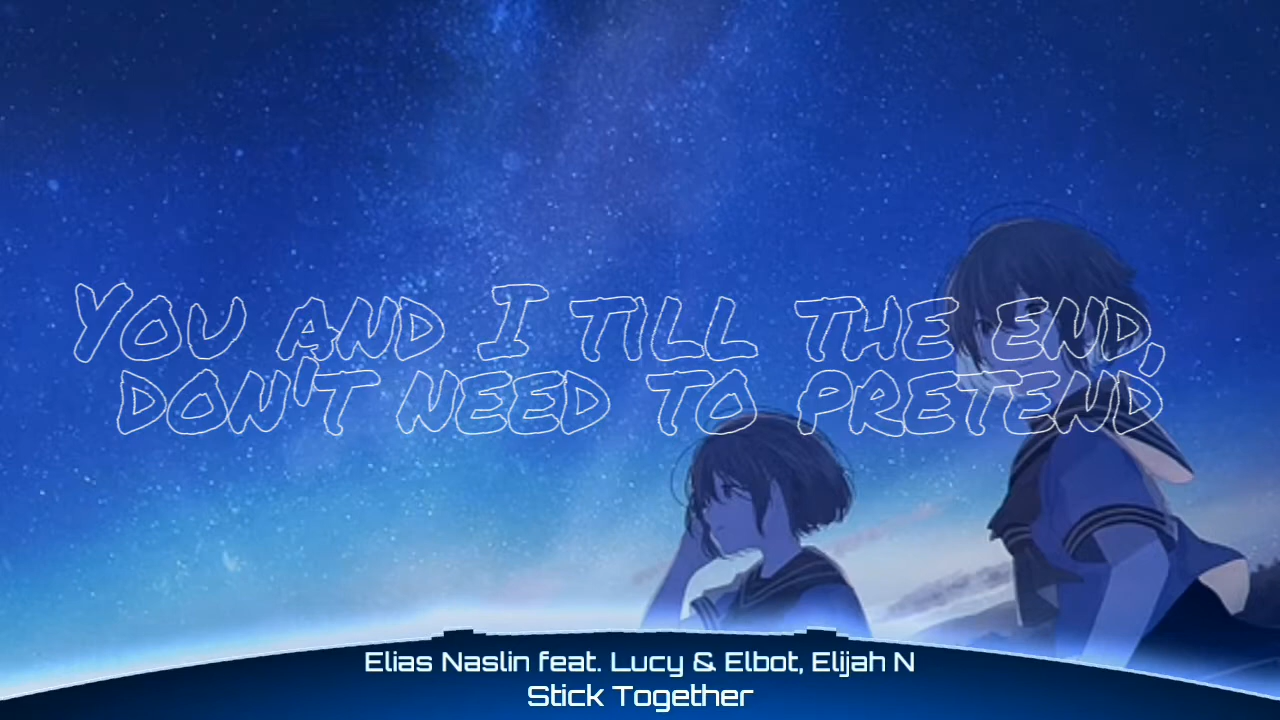 You and I till the end,
don't need to pretend
Elias Naslin feat. Lucy & Elbot, Elijah N
Stick Together